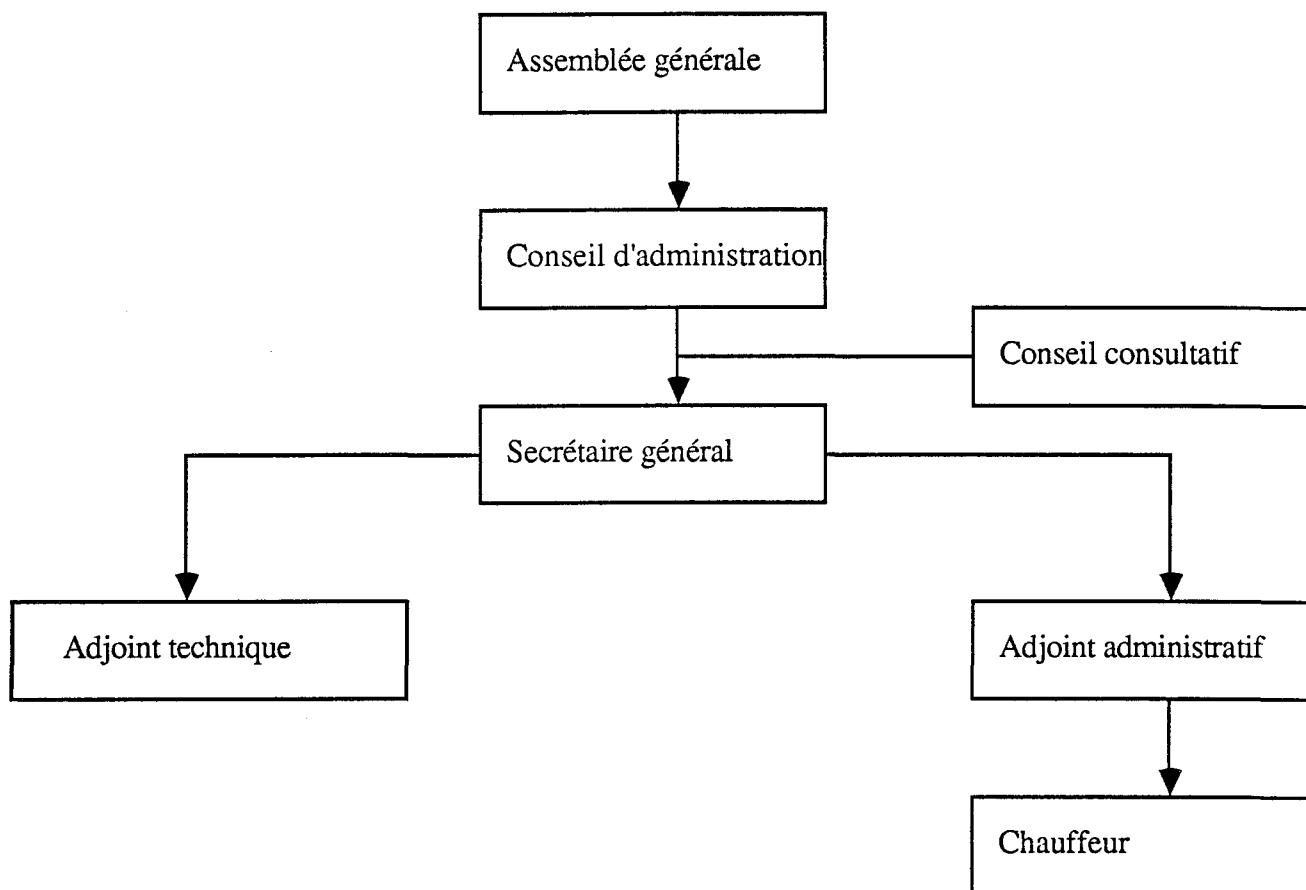 Assemblée générale
Conseil d'administration
Conseil consultatif
Secrétaire général
Adjoint technique
Adjoint administratif
Chauffeur